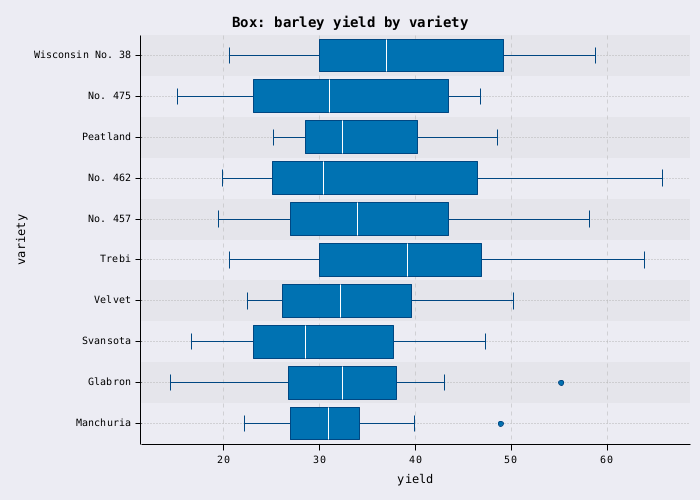 Box: barley yield by variety
Wisconsin No. 38
No. 475
Peatland
No. 462
No. 457
Trebi
Velvet
Svansota
Glabron
Manchuria
variety
20 30 40 50 60
yield